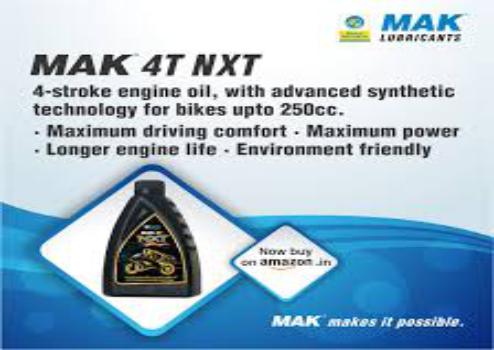 MAK
LUBRICANTS
MAK 4T NXT
4-stroke engine oil, with advanced synthetic
technology for bikes upto 250cc.
· Maximum driving comfort · Maximum power
· Longer engine life · Environment friendly
Now buy
on amazon.in
MAK makes it possible.